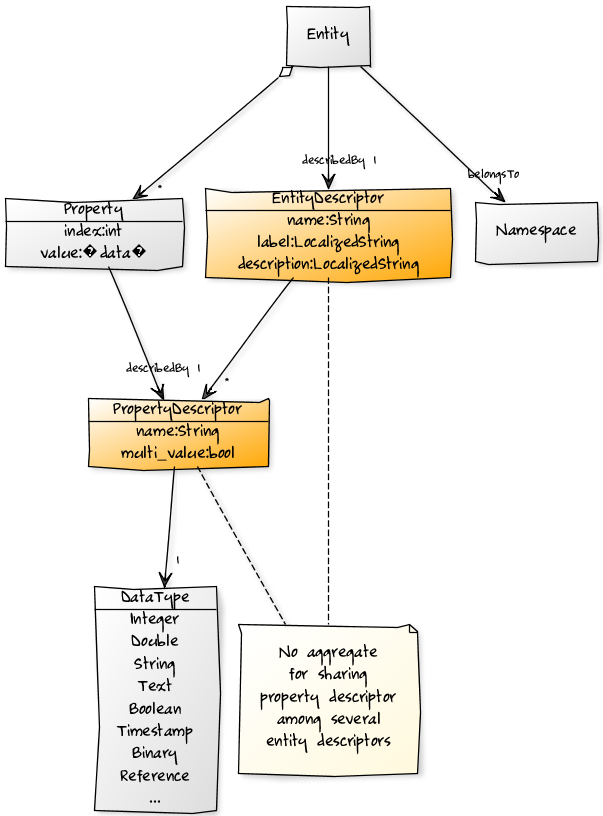 Entity
describedBy 1
belongsTo
*
Property
index:int
value:�data�
EntityDescriptor
name:String
label:LocalizedString
description:LocalizedString
Namespace
describedBy 1
*
PropertyDescriptor
name:String
multi_value:bool
1
DataType
Integer
Double
String
Text
Boolean
Timestamp
Binary
Reference
...
No aggregate
for sharing
property descriptor
among several
entity descriptors